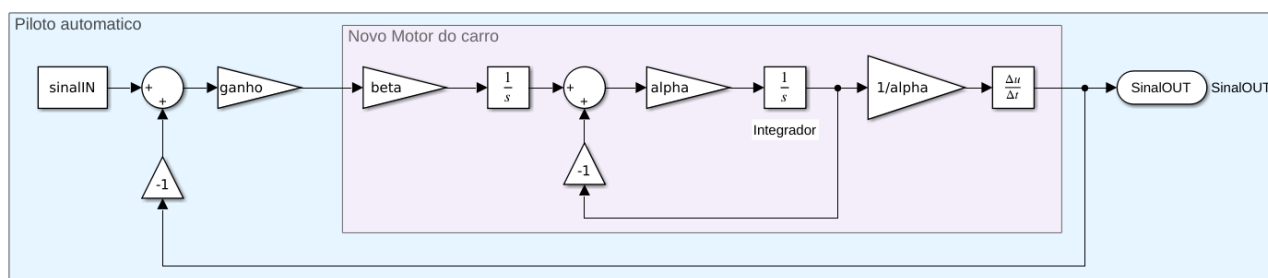 Piloto automatico
Novo Motor do carro
sinalIN
+
+
ganho
beta
1
s
+
+
alpha
1
s
Integrador
1/alpha
Δu
Δt
SinalOUT
SinalOUT
-1
-1